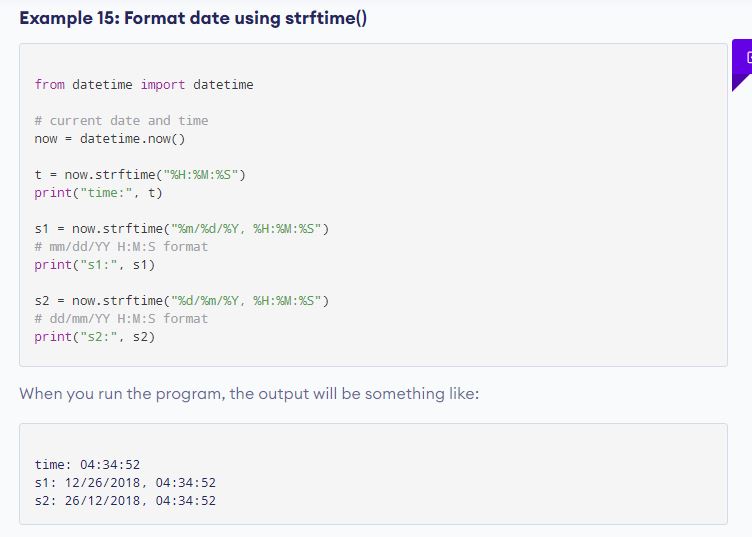 Example 15: Format date using strftime()
from datetime import datetime
# current date and time
now = datetime.now()
t = now.strftime("%H:%M:%S")
print("time:", t)
s1 = now.strftime("%m/%d/%Y, %H:%M:%S")
# mm/dd/YY H:M:S format
print("s1:", s1)
s2 = now.strftime("%d/%m/%Y, %H:%M:%S")
# dd/mm/YY H:M:S format
print("s2:", s2)
When you run the program, the output will be something like:
time: 04:34:52
s1: 12/26/2018, 04:34:52
s2: 26/12/2018, 04:34:52